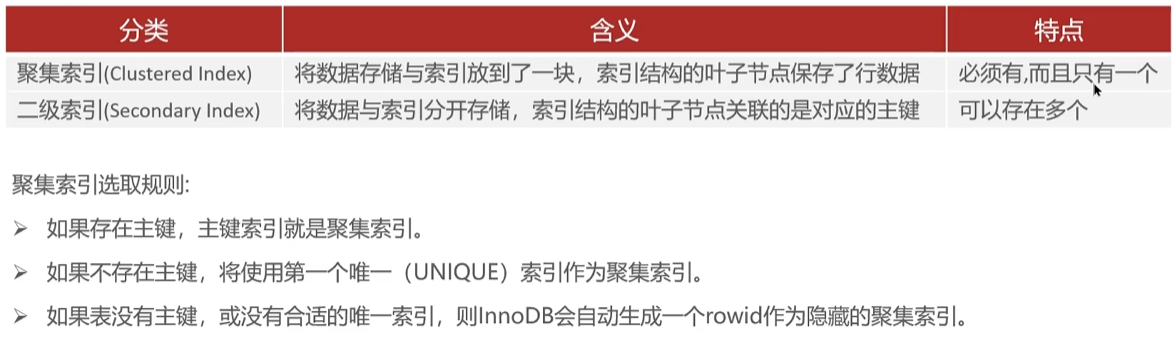 分类 含义 特点
聚集索引(Clustered Index) 将数据存储与索引放到了一块，索引结构的叶子节点保存了行数据 必须有,而且只有一个
二级索引(Secondary Index) 将数据与索引分开存储，索引结构的叶子节点关联的是对应的主键 可以存在多个
聚集索引选取规则:
➢ 如果存在主键，主键索引就是聚集索引。
➢ 如果不存在主键，将使用第一个唯一（UNIQUE）索引作为聚集索引。
➢ 如果表没有主键，或没有合适的唯一索引，则InnoDB会自动生成一个rowid作为隐藏的聚集索引。